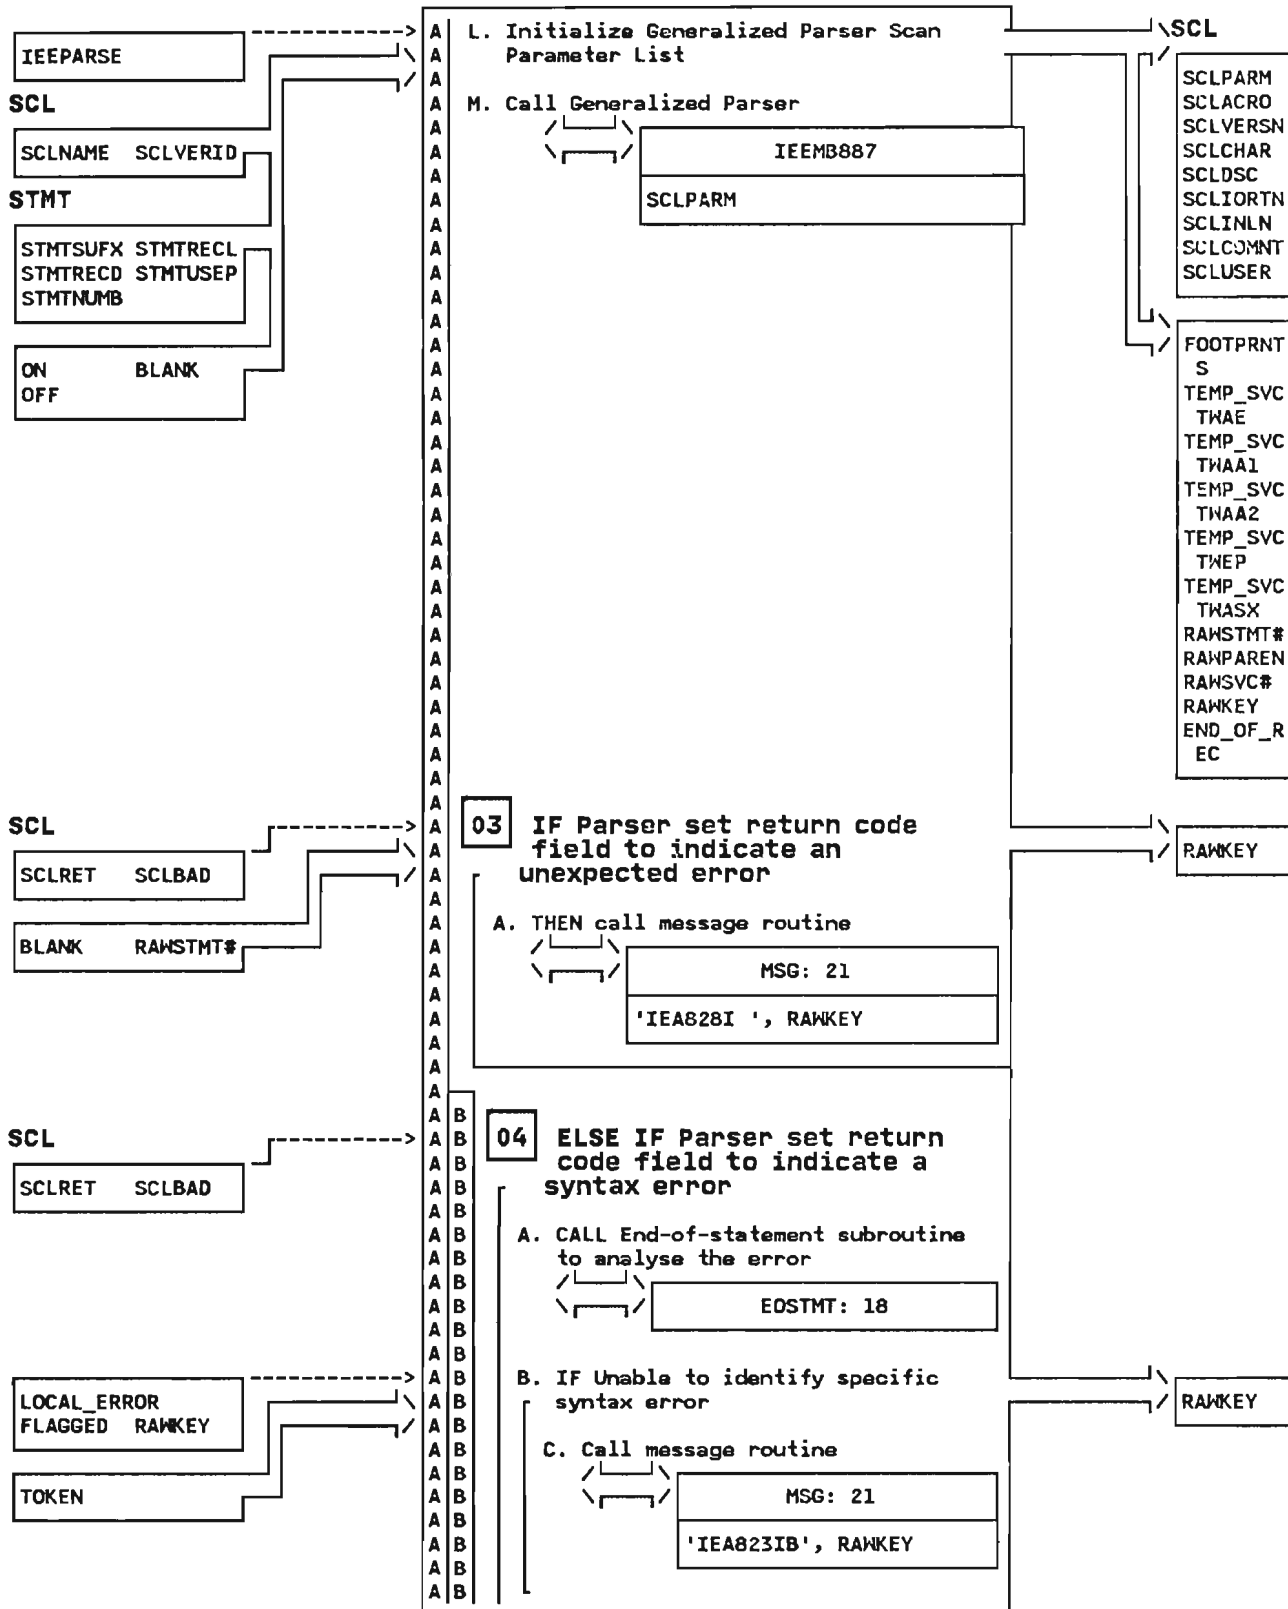 IEEPARSE
SCL
SCLNAME SCLVERID
STMT
STMTSUFX STMTRECL
STMTRECD STMTUSEP
STMTNUMB
ON BLANK
OFF
L. Initialize Generalized Parser Scan
Parameter List
M. Call Generalized Parser
IEEMB887
SCLPARM
SCL
SCLPARM
SCLACRO
SCLVERSN
SCLCHAR
SCLDSC
SCLIORTN
SCLINLN
SCLCOMNT
SCLUSER
FOOTPRNT
S
TEMP_SVC
TWAE
TEMP_SVC
TWAA1
TEMP_SVC
TWAA2
TEMP_SVC
TWEP
TEMP_SVC
TWASX
RAWSTMT#
RAWPAREN
RAWSVC#
RAWKEY
END_OF_R
EC
SCL
SCLRET SCLBAD
BLANK RAWSTMT#
03 IF Parser set return code
field to indicate an
unexpected error
A. THEN call message routine
MSG: 21
'IEA828I ', RAWKEY
RAWKEY
SCL
SCLRET SCLBAD
04 ELSE IF Parser set return
code field to indicate a
syntax error
A. CALL End-of-statement subroutine
to analyse the error
EOSTMT: 18
LOCAL_ERROR
FLAGGED RAWKEY
TOKEN
B. IF Unable to identify specific
syntax error
C. Call message routine
MSG: 21
'IEA823IB', RAWKEY
RAWKEY